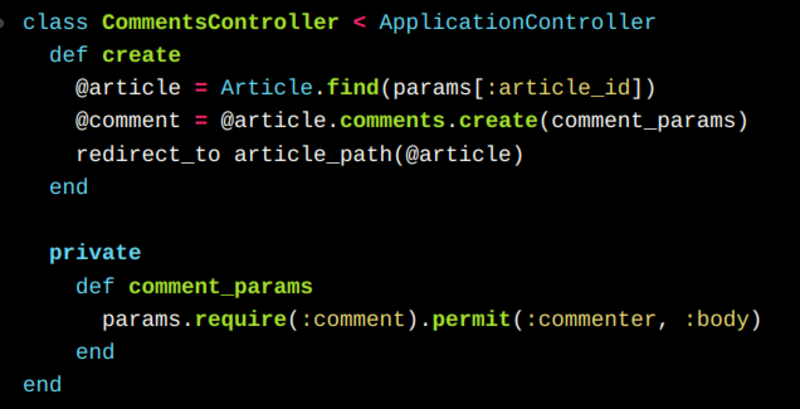 class CommentsController < ApplicationController
  def create
    @article = Article.find(params[:article_id])
    @comment = @article.comments.create(comment_params)
    redirect_to article_path(@article)
  end

  private
    def comment_params
      params.require(:comment).permit(:commenter, :body)
    end
end